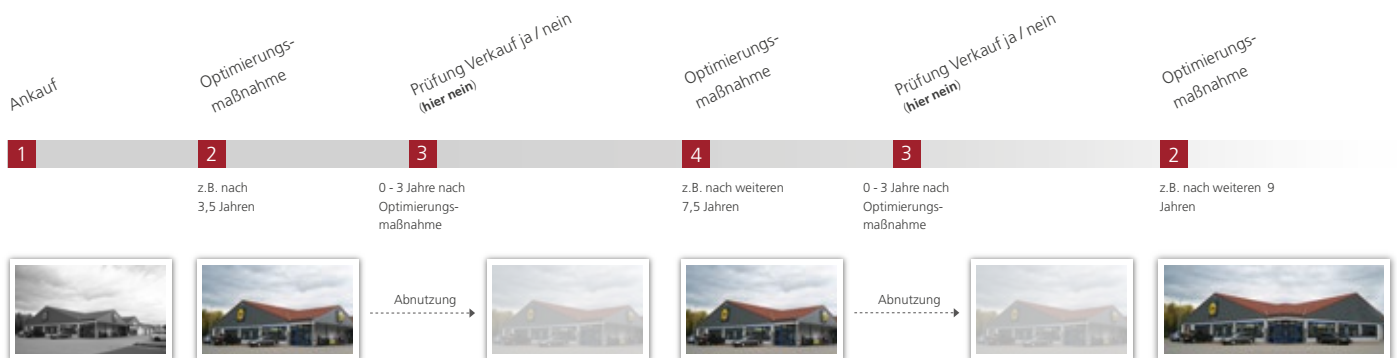 Ankauf
Optimierungs-
maßnahme
Prüfung Verkauf ja / nein
(hier nein)
Optimierungs-
maßnahme
Prüfung Verkauf ja / nein
(hier nein)
Optimierungs-
maßnahme
1
2
3
4
3
2
z.B. nach
3,5 Jahren
0 - 3 Jahre nach
Optimierungs-
maßnahme
z.B. nach weiteren
7,5 Jahren
0 - 3 Jahre nach
Optimierungs-
maßnahme
z.B. nach weiteren 9
Jahren
Abnutzung
Abnutzung